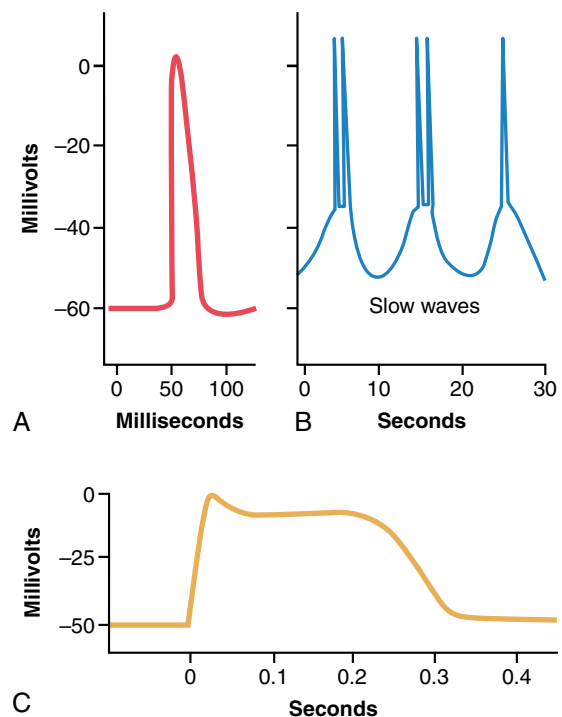 0
–20
–40
–60
Millivolts
0 50 100
Milliseconds
A
Slow waves
0 10 20 30
Seconds
B
0
–25
–50
Millivolts
0 0.1 0.2 0.3 0.4
Seconds
C